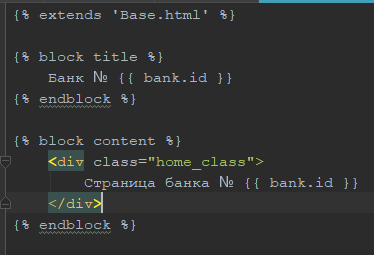 {% extends 'Base.html' %}
{% block title %}
Банк № {{ bank.id }}
{% endblock %}
{% block content %}
<div class="home_class">
Страница банка № {{ bank.id }}
</div>
{% endblock %}